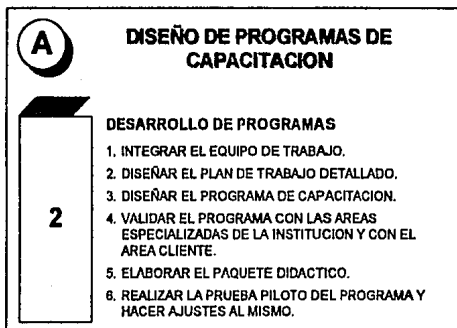 A
DISEÑO DE PROGRAMAS DE
CAPACITACION
DESARROLLO DE PROGRAMAS
1. INTEGRAR EL EQUIPO DE TRABAJO.
2. DISEÑAR EL PLAN DE TRABAJO DETALLADO.
3. DISEÑAR EL PROGRAMA DE CAPACITACION.
2
4. VALIDAR EL PROGRAMA CON LAS AREAS
ESPECIALIZADAS DE LA INSTITUCION Y CON EL
AREA CLIENTE.
5. ELABORAR EL PAQUETE DIDACTICO.
6. REALIZAR LA PRUEBA PILOTO DEL PROGRAMA Y
HACER AJUSTES AL MISMO.